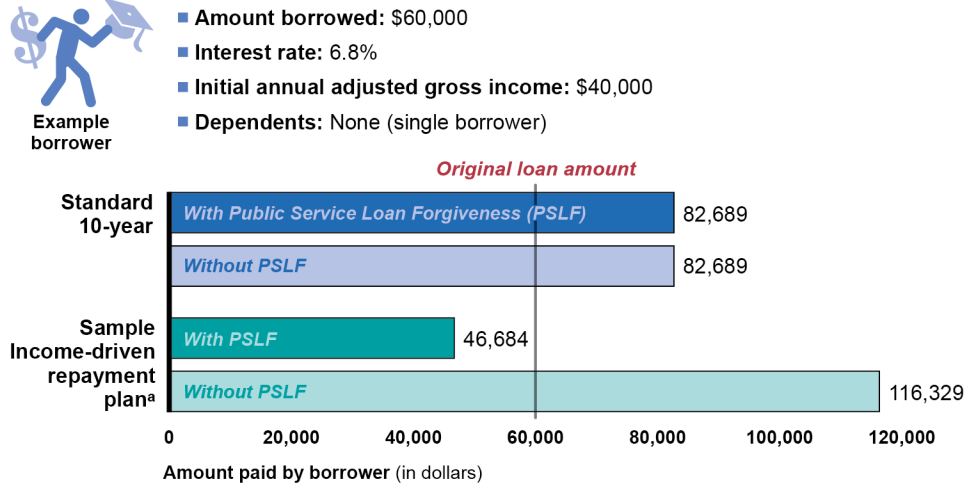 $
■ Amount borrowed: $60,000
■ Interest rate: 6.8%
■ Initial annual adjusted gross income: $40,000
■ Dependents: None (single borrower)
Example
borrower
Original loan amount
Standard
10-year
With Public Service Loan Forgiveness (PSLF)
82,689
Without PSLF
82,689
Sample
Income-driven
repayment
planᵃ
With PSLF
46,684
Without PSLF
116,329
0 20,000 40,000 60,000 80,000 100,000 120,000
Amount paid by borrower (in dollars)